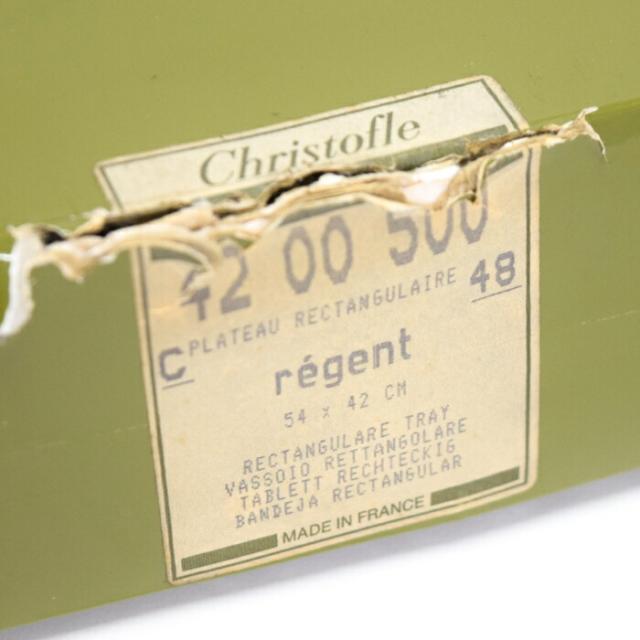 Christofle
42 00 500
PLATEAU RECTANGULAIRE 48
C
régent
54 x 42 CM
RECTANGULARE TRAY
VASSOIO RETTANGOLARE
TABLETT RECHTECKIG
BANDEJA RECTANGULAR
MADE IN FRANCE